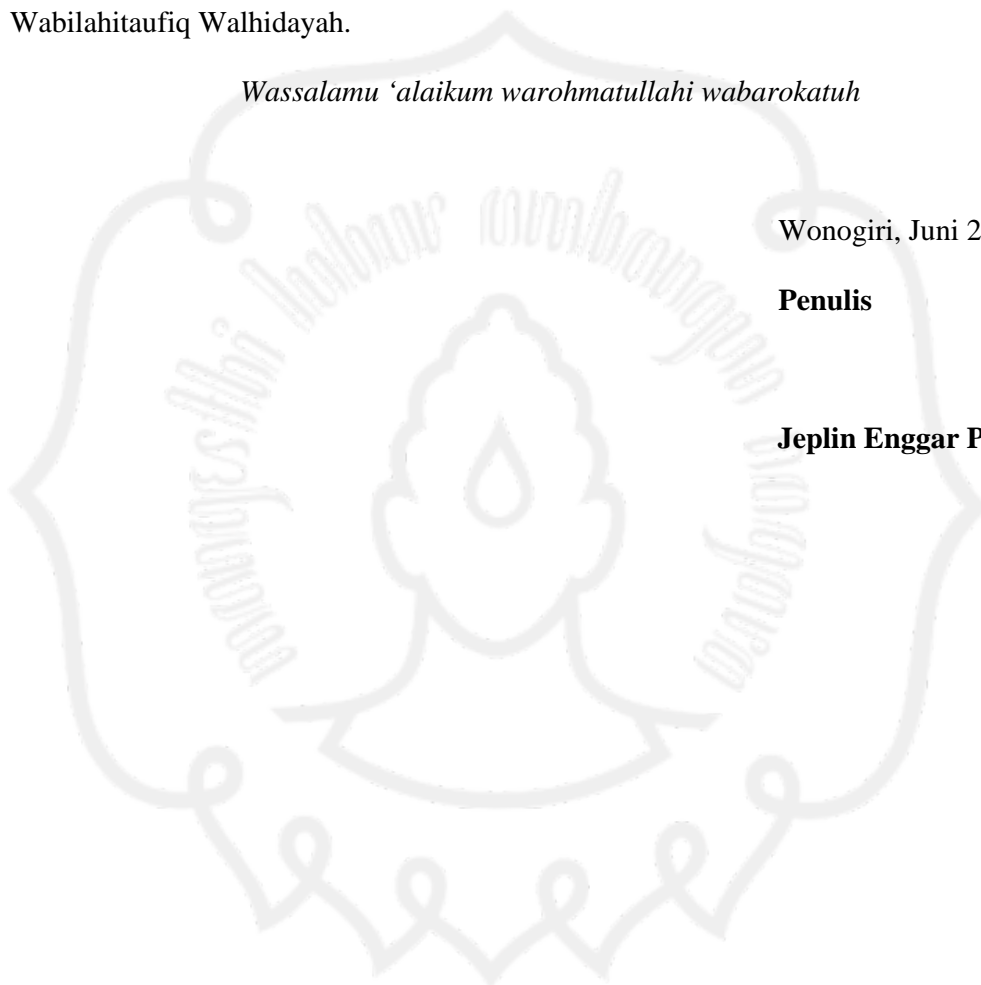 Wabilahitaufiq Walhidayah.
Wassalamu ‘alaikum warohmatullahi wabarokatuh
Wonogiri, Juni 2
Penulis
Jeplin Enggar P